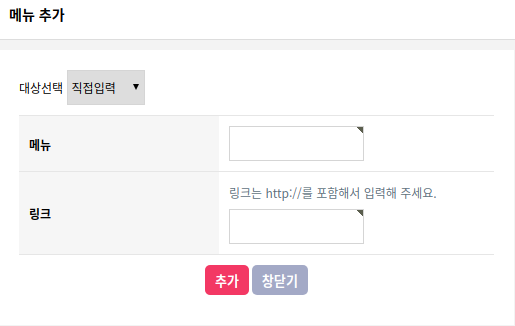 메뉴 추가
대상선택 직접입력 ▼
메뉴
링크는 http://를 포함해서 입력해 주세요.
링크
추가 창닫기